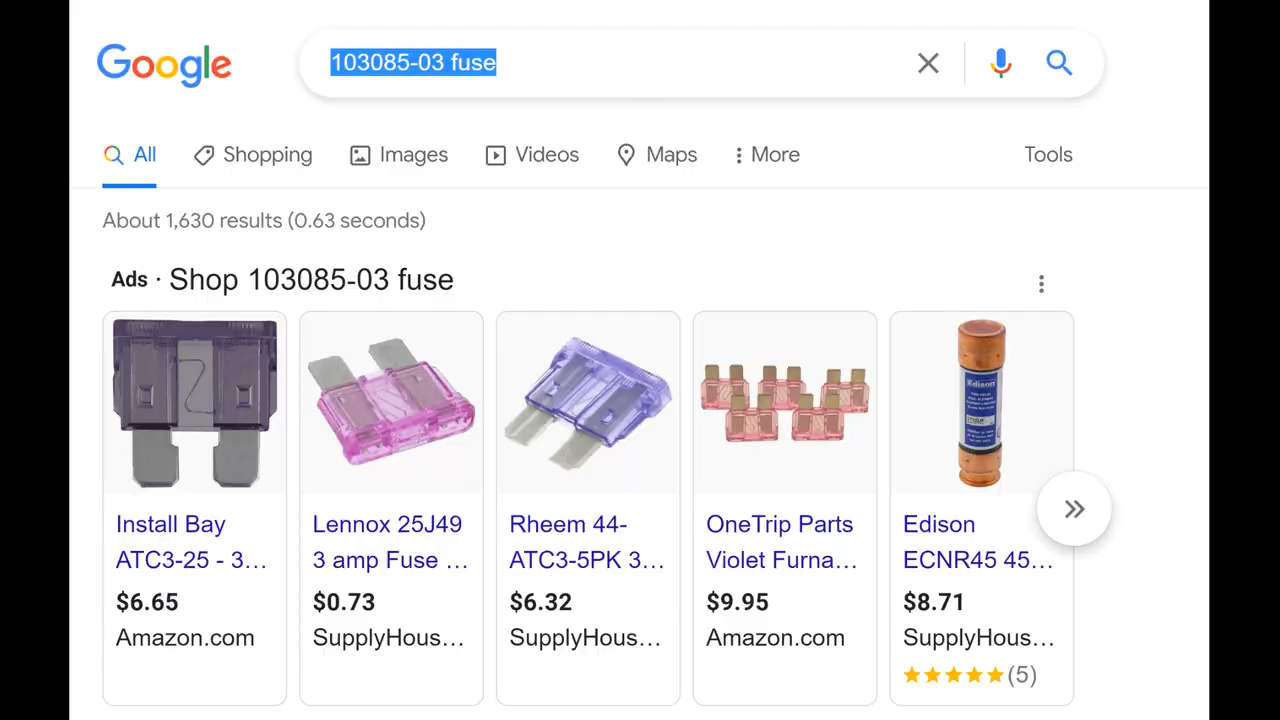 Google
103085-03 fuse
All
Shopping
Images
Videos
Maps
More
Tools
About 1,630 results (0.63 seconds)
Ads · Shop 103085-03 fuse
Edison
Install Bay
ATC3-25 - 3...
$6.65
Amazon.com
Lennox 25J49
3 amp Fuse ...
$0.73
SupplyHous...
Rheem 44-
ATC3-5PK 3...
$6.32
SupplyHous...
OneTrip Parts
Violet Furna...
$9.95
Amazon.com
Edison
ECNR45 45...
$8.71
SupplyHous...
(5)